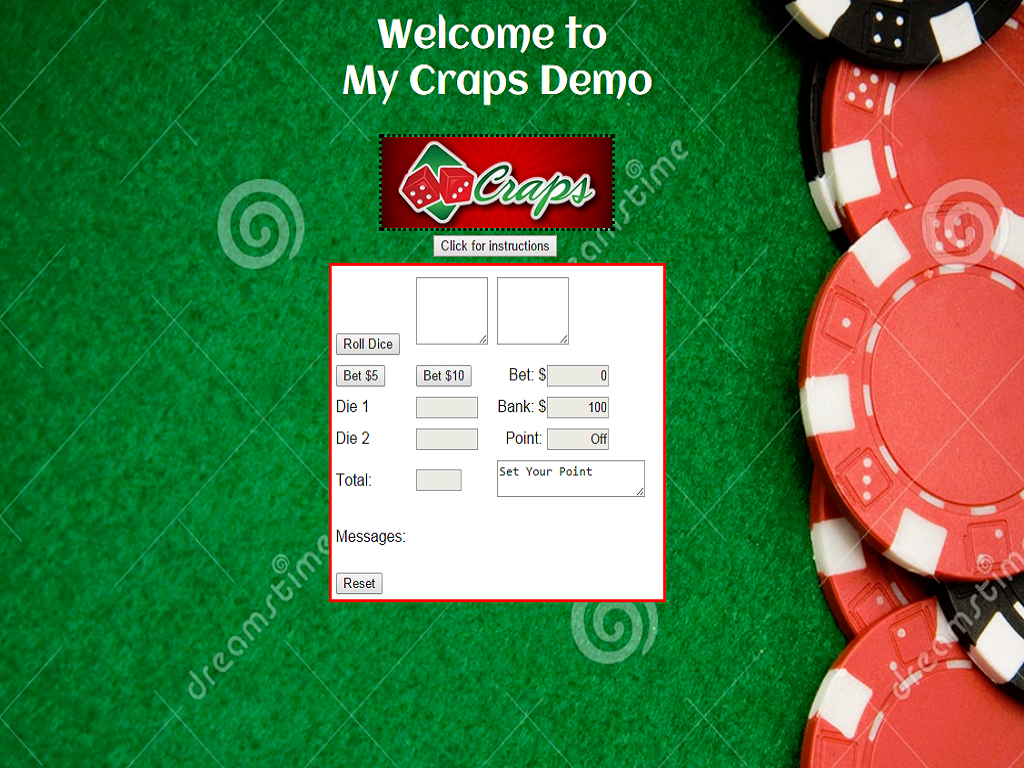 Welcome to
My Craps Demo
Craps
Click for instructions
Roll Dice
Bet $5 Bet $10 Bet: $ 0
Die 1 Bank: $ 100
Die 2 Point: Off
Total: Set Your Point
Messages:
Reset
dreamstime
dreamstime
dreamstime